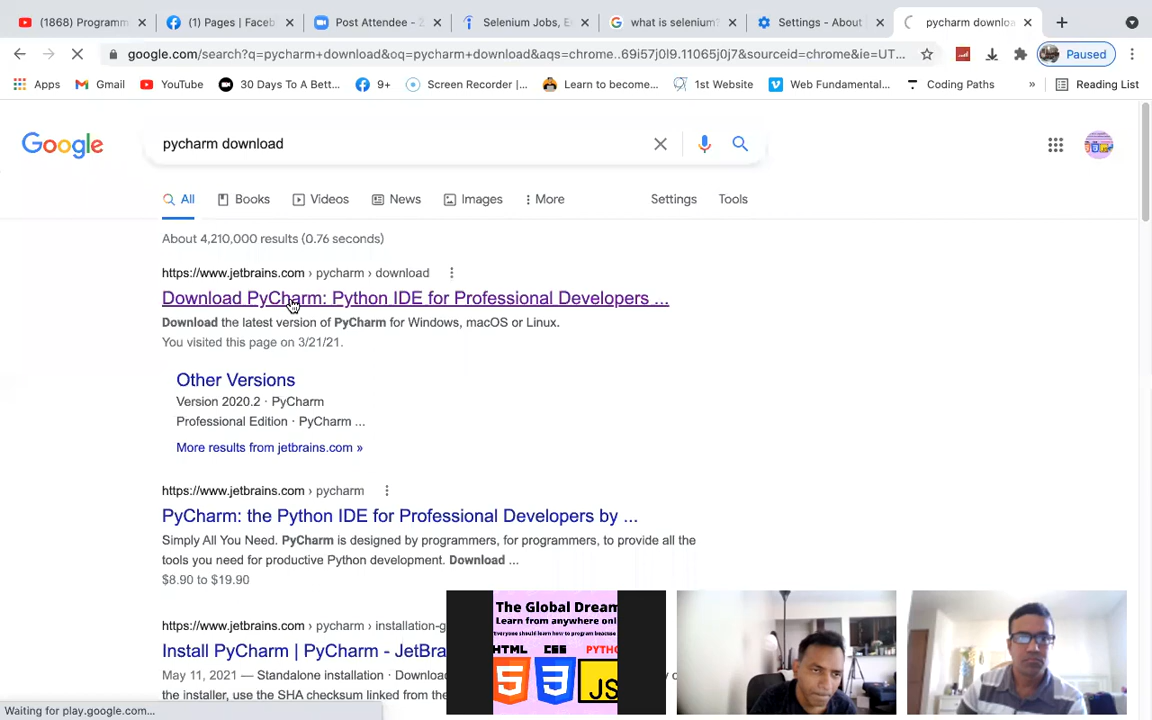 (1868) Programm
(1) Pages | Faceb
Post Attendee - 2
Selenium Jobs, E
what is selenium?
Settings - About
pycharm downlo
google.com/search?q=pycharm+download&oq=pycharm+download&aqs=chrome..69i57j0l9.11065j0j7&sourceid=chrome&ie=UT...
Paused
Apps
Gmail
YouTube
30 Days To A Bett...
9+
Screen Recorder |...
Learn to become...
1st Website
Web Fundamental...
Coding Paths
»
Reading List
Google
pycharm download
All
Books
Videos
News
Images
More
Settings
Tools
About 4,210,000 results (0.76 seconds)
https://www.jetbrains.com › pycharm › download
Download PyCharm: Python IDE for Professional Developers ...
Download the latest version of PyCharm for Windows, macOS or Linux.
You visited this page on 3/21/21.
Other Versions
Version 2020.2 · PyCharm
Professional Edition · PyCharm ...
More results from jetbrains.com »
https://www.jetbrains.com › pycharm
PyCharm: the Python IDE for Professional Developers by ...
Simply All You Need. PyCharm is designed by programmers, for programmers, to provide all the
tools you need for productive Python development. Download ...
$8.90 to $19.90
https://www.jetbrains.com › pycharm › installation-g
Install PyCharm | PyCharm - JetBra
May 11, 2021 — Standalone installation · Downloa
the installer, use the SHA checksum linked from the
The Global Dream
Learn from anywhere onl
Everyone should learn how to program because
HTML CSS PYTHO
5 3 JS
Waiting for play.google.com...